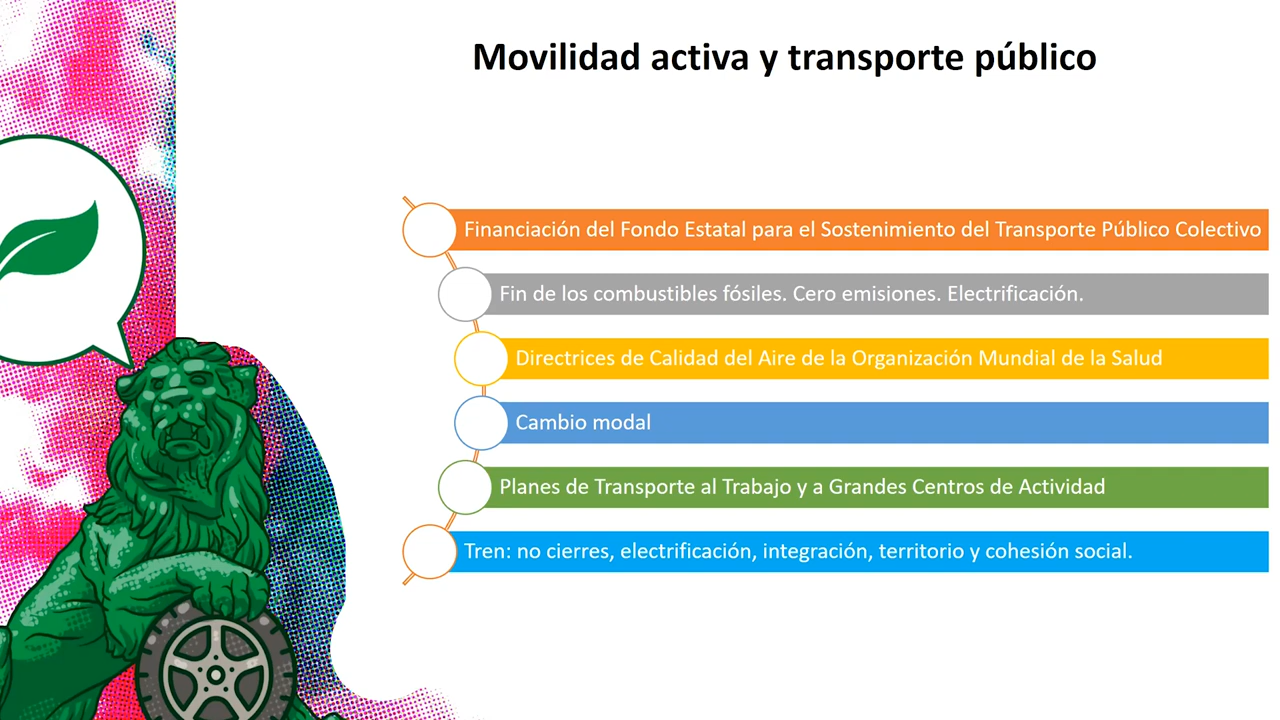 Movilidad activa y transporte público
Financiación del Fondo Estatal para el Sostenimiento del Transporte Público Colectivo
Fin de los combustibles fósiles. Cero emisiones. Electrificación.
Directrices de Calidad del Aire de la Organización Mundial de la Salud
Cambio modal
Planes de Transporte al Trabajo y a Grandes Centros de Actividad
Tren: no cierres, electrificación, integración, territorio y cohesión social.